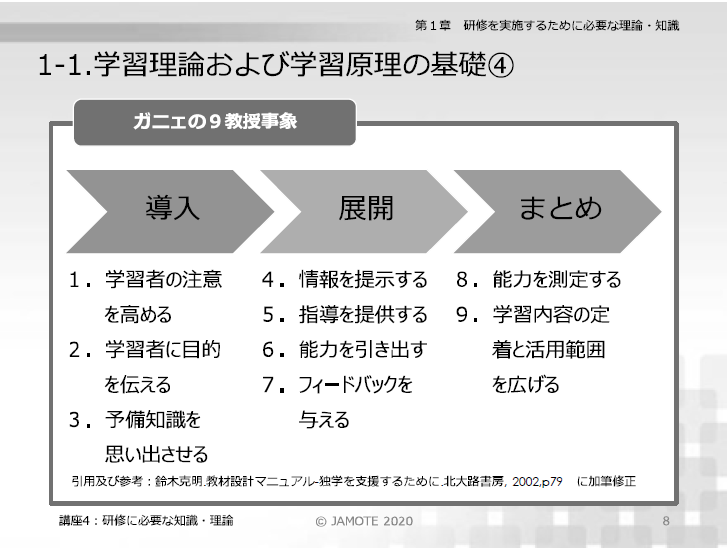 第１章　研修を実施するために必要な理論・知識
1-1.学習理論および学習原理の基礎④
ガニェの９教授事象
導入
展開
まとめ
１．学習者の注意
を高める
２．学習者に目的
を伝える
３．予備知識を
思い出させる
４．情報を提示する
５．指導を提供する
６．能力を引き出す
７．フィードバックを
与える
８．能力を測定する
９．学習内容の定
着と活用範囲
を広げる
引用及び参考：鈴木克明.教材設計マニュアル-独学を支援するために.北大路書房, 2002,p79　に加筆修正
講座4：研修に必要な知識・理論
© JAMOTE 2020
8